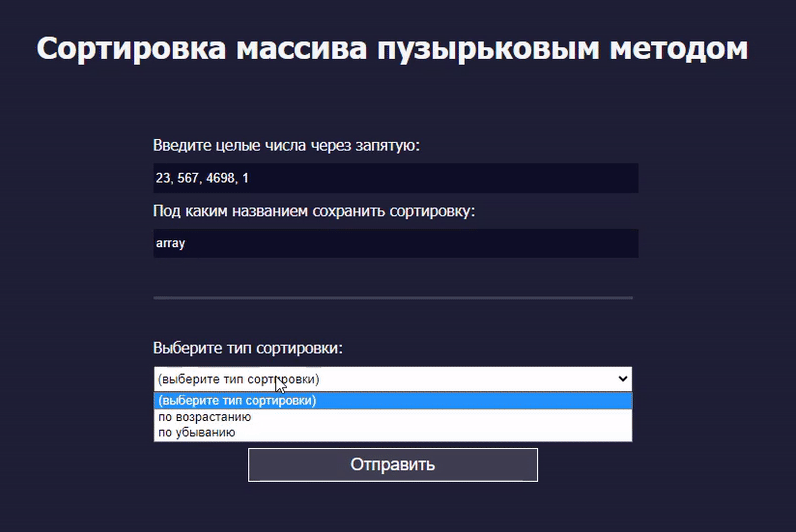 Сортировка массива пузырьковым методом
Введите целые числа через запятую:
23, 567, 4698, 1
Под каким названием сохранить сортировку:
array
Выберите тип сортировки:
(выберите тип сортировки)
(выберите тип сортировки)
по возрастанию
по убыванию
Отправить